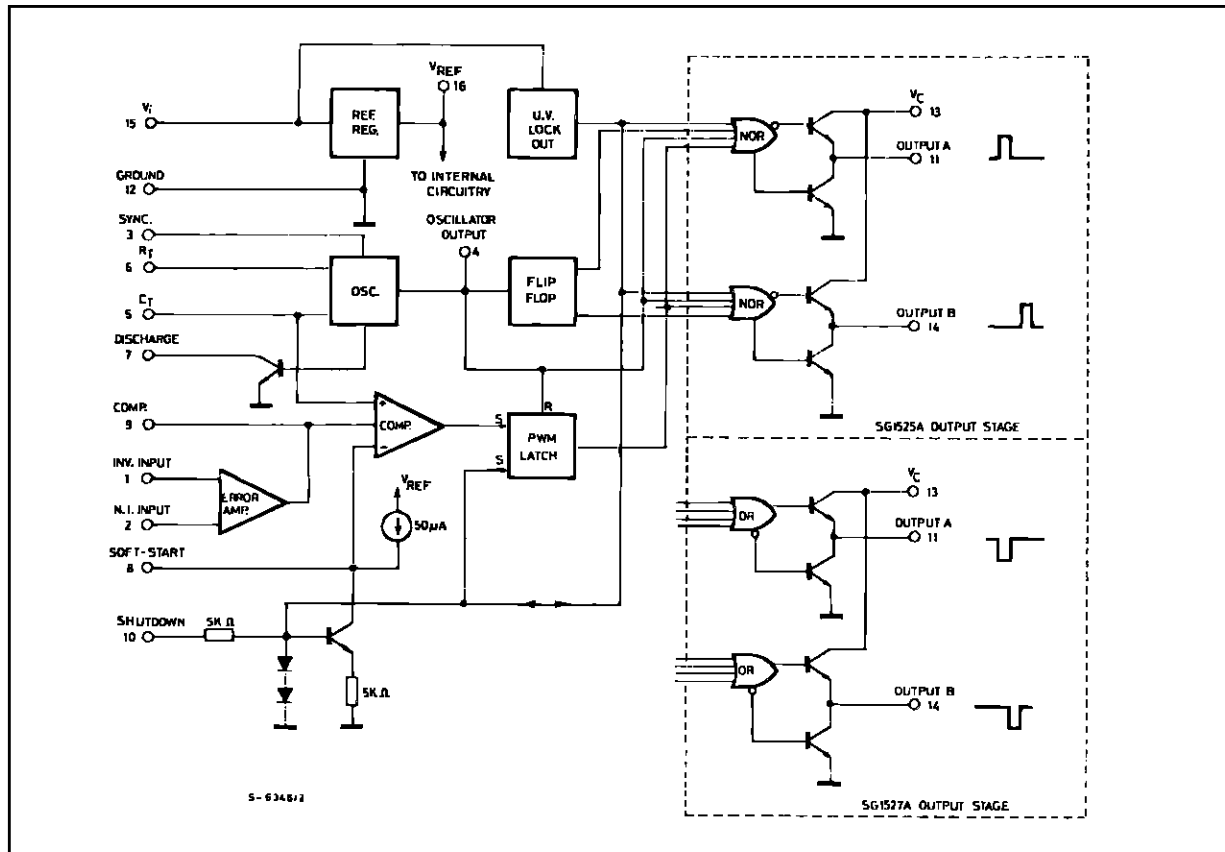 Vi
15
REF.
REG.
VREF
16
TO INTERNAL
CIRCUITRY
U.V.
LOCK
OUT
GROUND
12
SYNC.
3
RT
6
CT
5
DISCHARGE
7
OSC.
OSCILLATOR
OUTPUT
4
FLIP
FLOP
COMP.
9
INV. INPUT
1
N.I. INPUT
2
ERROR
AMP.
+
COMP.
−
S
S
R
PWM
LATCH
VREF
50µA
SOFT-START
8
SHUTDOWN
10
5KΩ
5KΩ
NOR
VC
13
OUTPUT A
11
NOR
OUTPUT B
14
SG1525A OUTPUT STAGE
OR
VC
13
OUTPUT A
11
OR
OUTPUT B
14
SG1527A OUTPUT STAGE